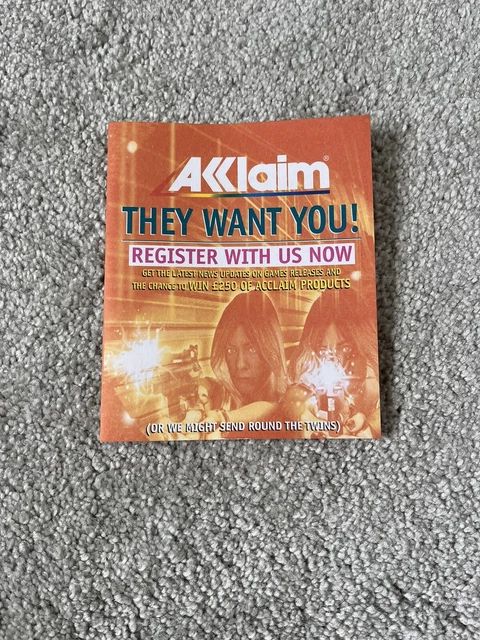 Acclaim®
THEY WANT YOU!
REGISTER WITH US NOW
GET THE LATEST NEWS UPDATES ON GAMES RELEASES AND
THE CHANCE TO WIN £250 OF ACCLAIM PRODUCTS
(OR WE MIGHT SEND ROUND THE TWINS)